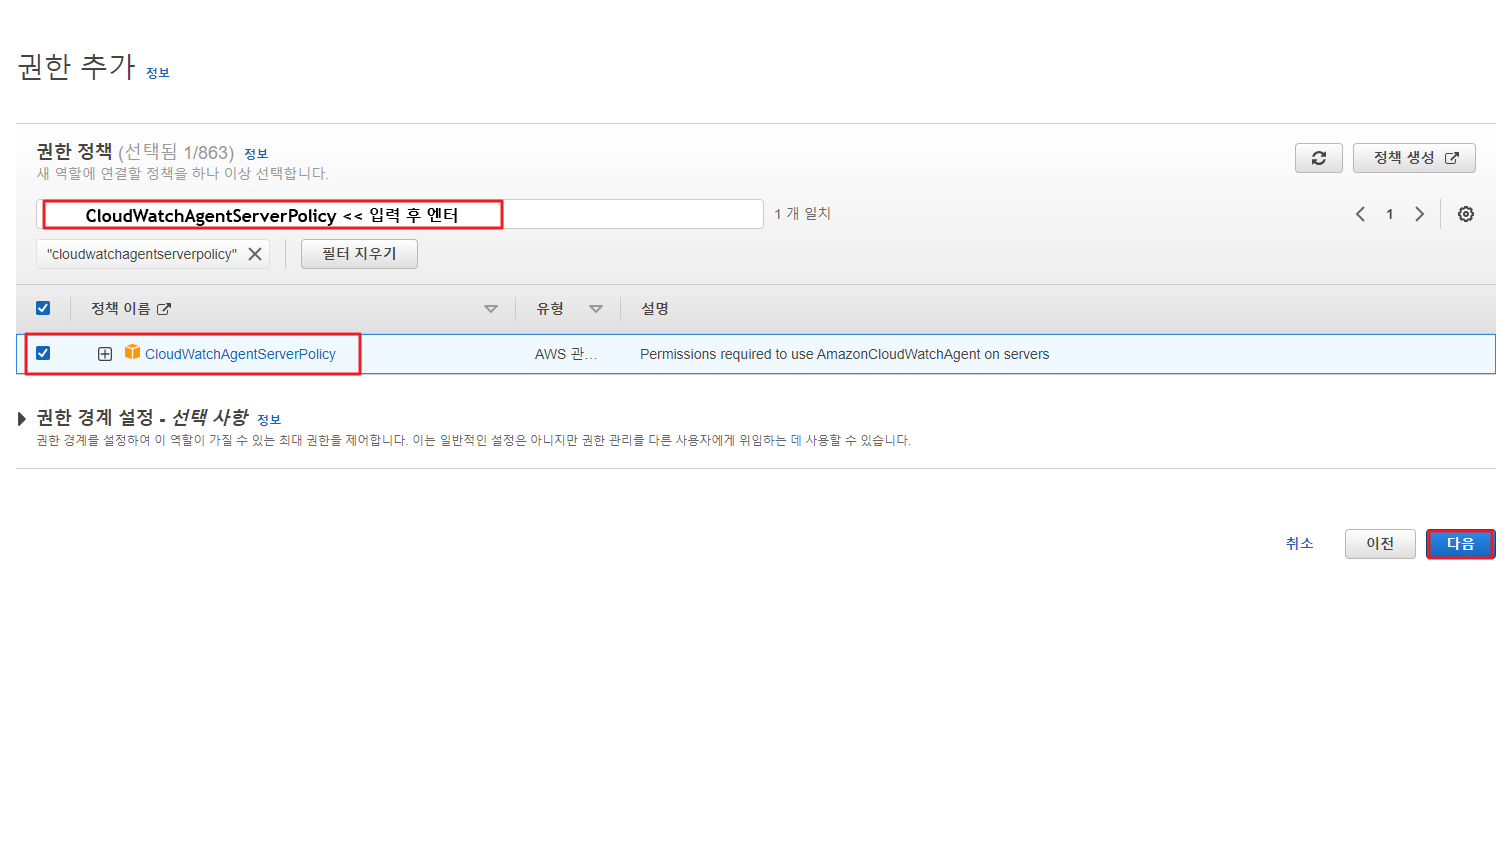 권한 추가 정보
권한 정책 (선택됨 1/863) 정보
새 역할에 연결할 정책을 하나 이상 선택합니다.
정책 생성
CloudWatchAgentServerPolicy << 입력 후 엔터
1 개 일치
1
"cloudwatchagentserverpolicy"
필터 지우기
정책 이름 유형 설명
CloudWatchAgentServerPolicy AWS 관... Permissions required to use AmazonCloudWatchAgent on servers
권한 경계 설정 - 선택 사항 정보
권한 경계를 설정하여 이 역할이 가질 수 있는 최대 권한을 제어합니다. 이는 일반적인 설정은 아니지만 권한 관리를 다른 사용자에게 위임하는 데 사용할 수 있습니다.
취소 이전 다음